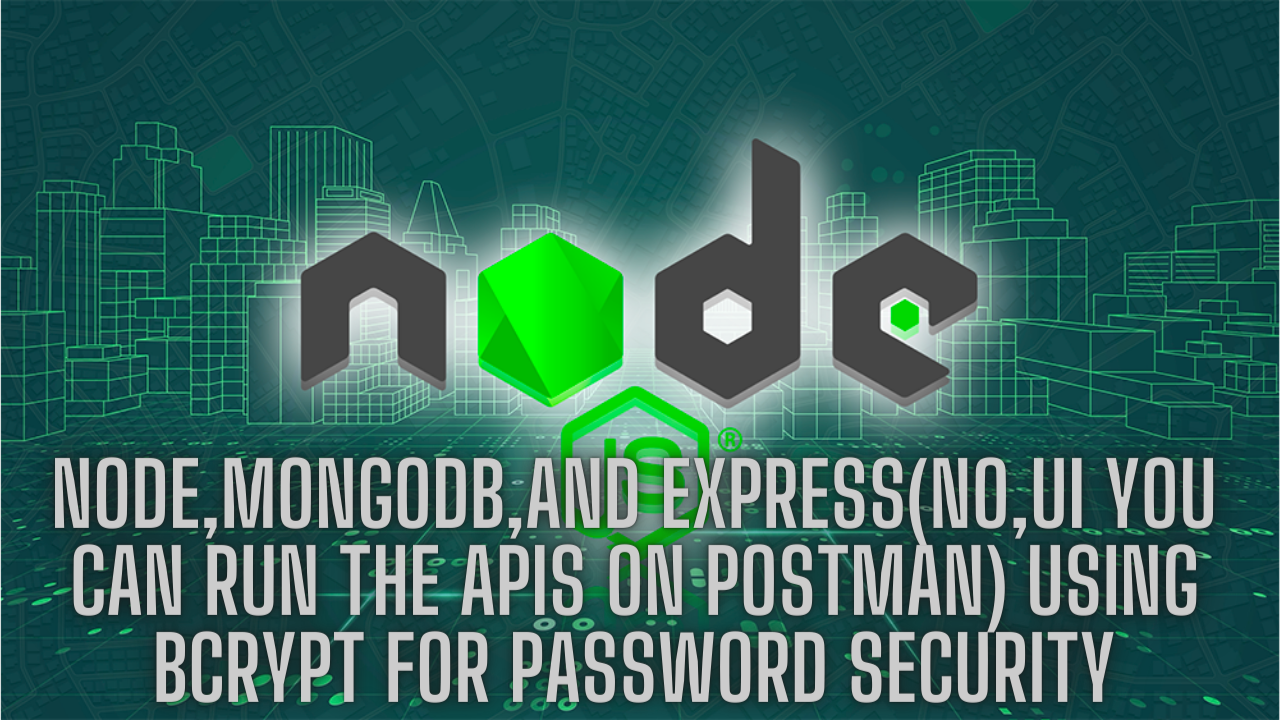 node
JS
®
NODE,MONGODB,AND EXPRESS(NO,UI YOU
CAN RUN THE APIS ON POSTMAN) USING
BCRYPT FOR PASSWORD SECURITY